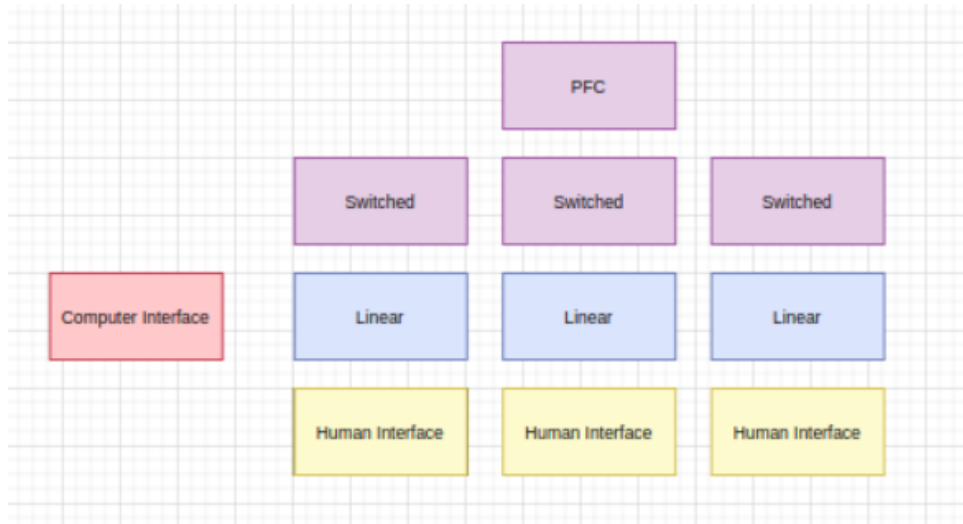 PFC
Switched
Switched
Switched
Computer Interface
Linear
Linear
Linear
Human Interface
Human Interface
Human Interface